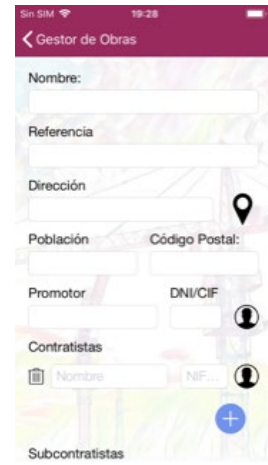 Sin SIM 19:28
Gestor de Obras
Nombre:
Referencia
Dirección
Población Código Postal:
Promotor DNI/CIF
Contratistas
Nombre NIF...
Subcontratistas